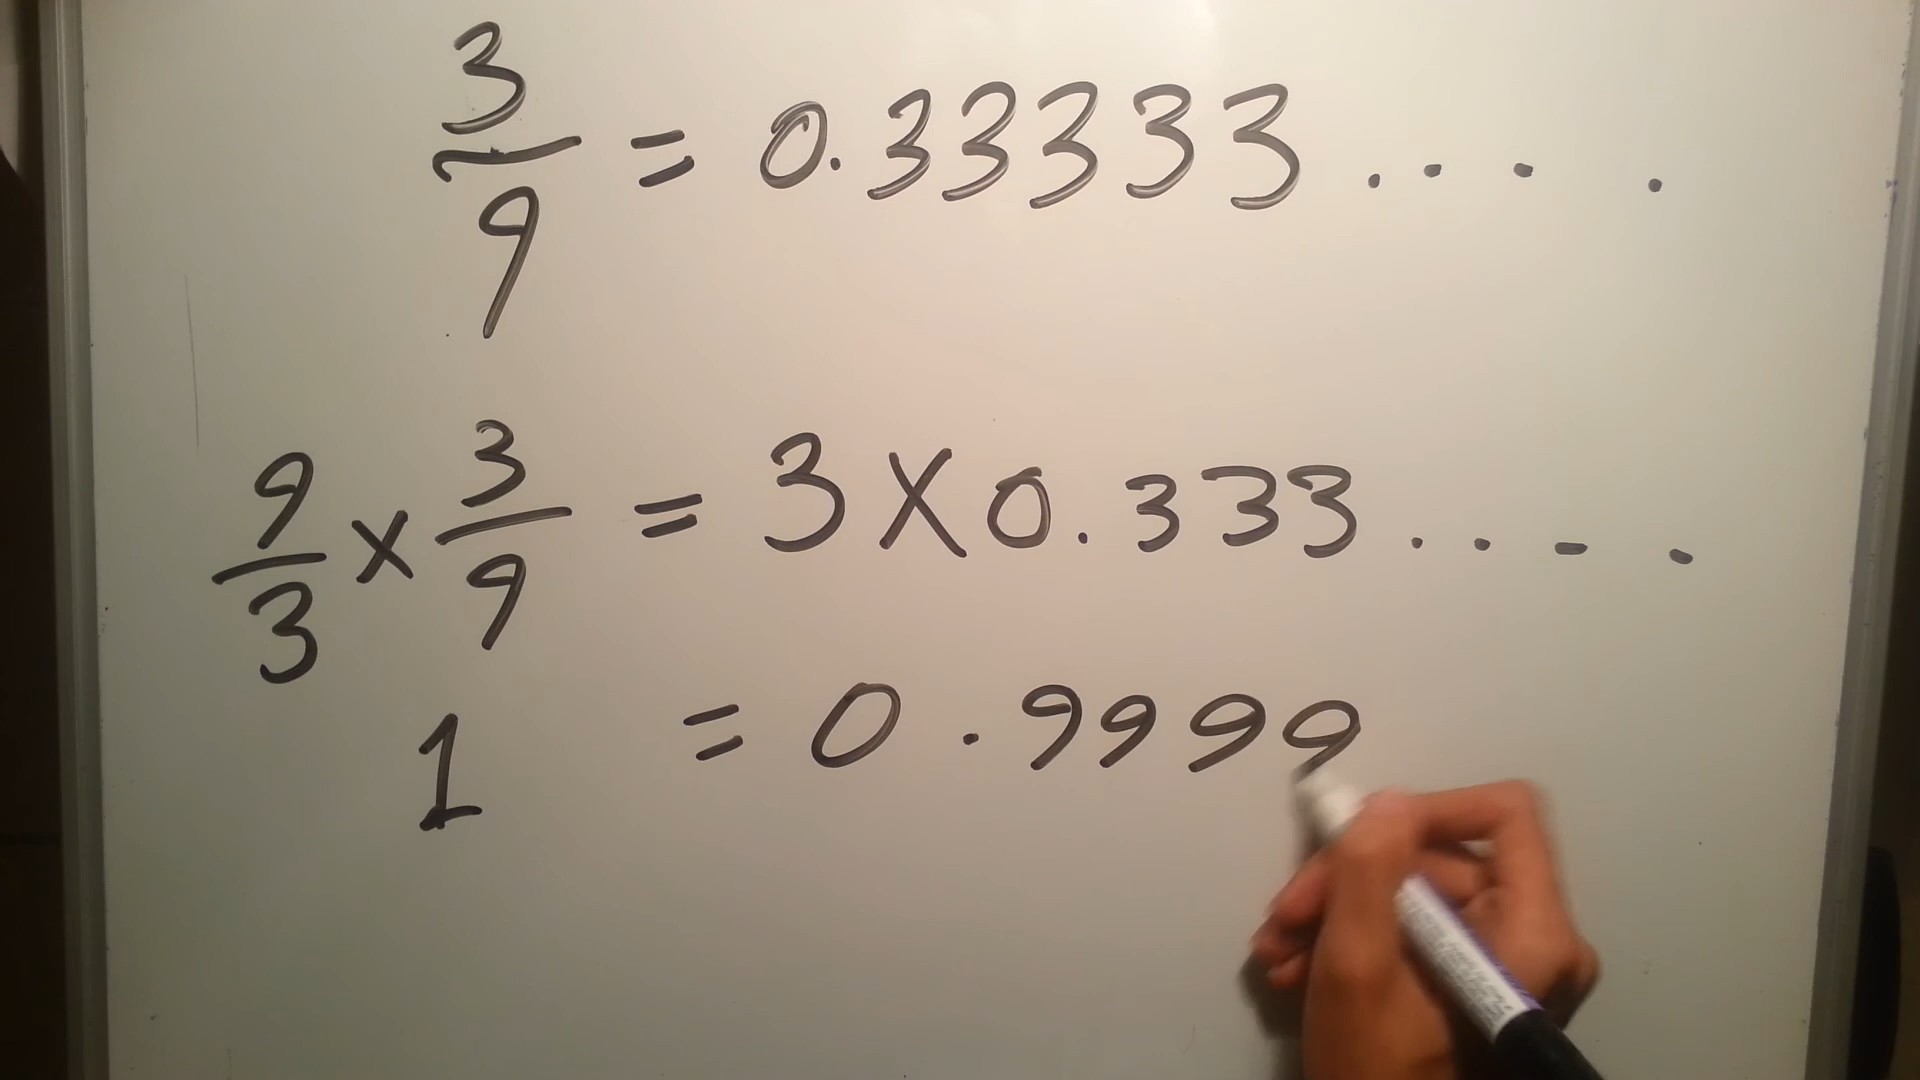 3/9 = 0.33333....
9/3 x 3/9 = 3 X 0.333....
1 = 0.9999